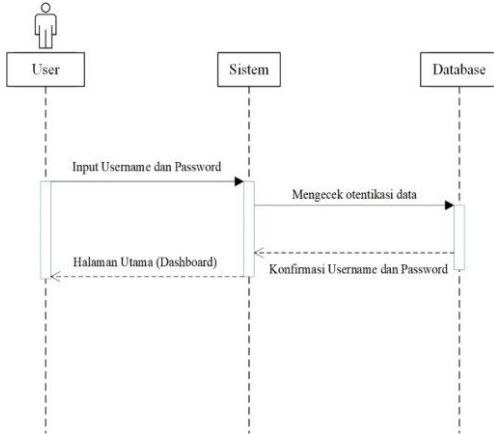 User
Sistem
Database
Input Username dan Password
Mengecek otentikasi data
Halaman Utama (Dashboard)
Konfirmasi Username dan Password